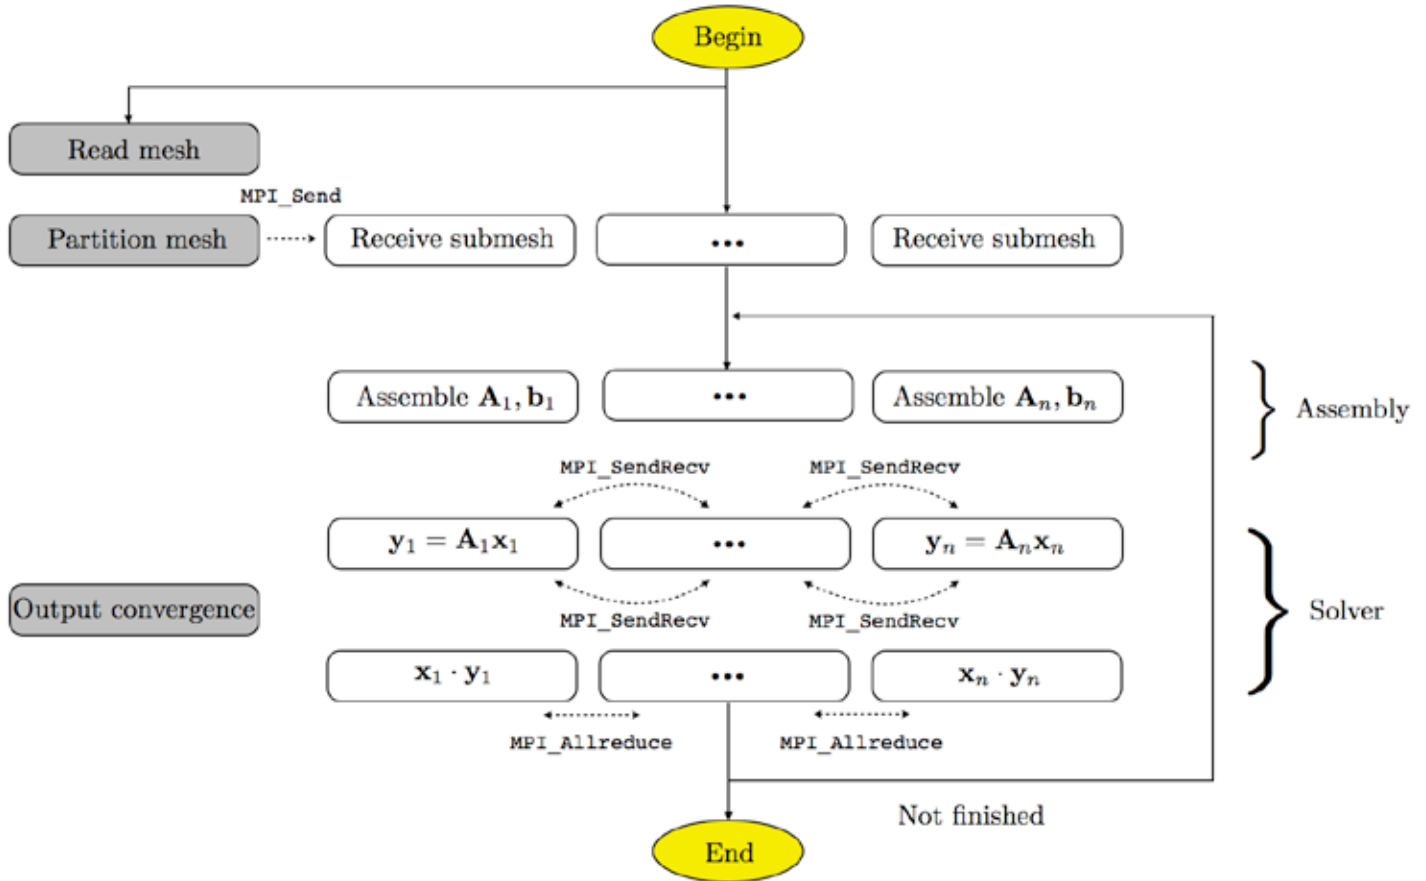 Begin
Read mesh
MPI_Send
Partition mesh
Receive submesh
•••
Receive submesh
Assemble A₁, b₁
•••
Assemble Aₙ, bₙ
Assembly
MPI_SendRecv
MPI_SendRecv
y₁ = A₁x₁
•••
yₙ = Aₙxₙ
Output convergence
MPI_SendRecv
MPI_SendRecv
Solver
x₁ · y₁
•••
xₙ · yₙ
MPI_Allreduce
MPI_Allreduce
Not finished
End